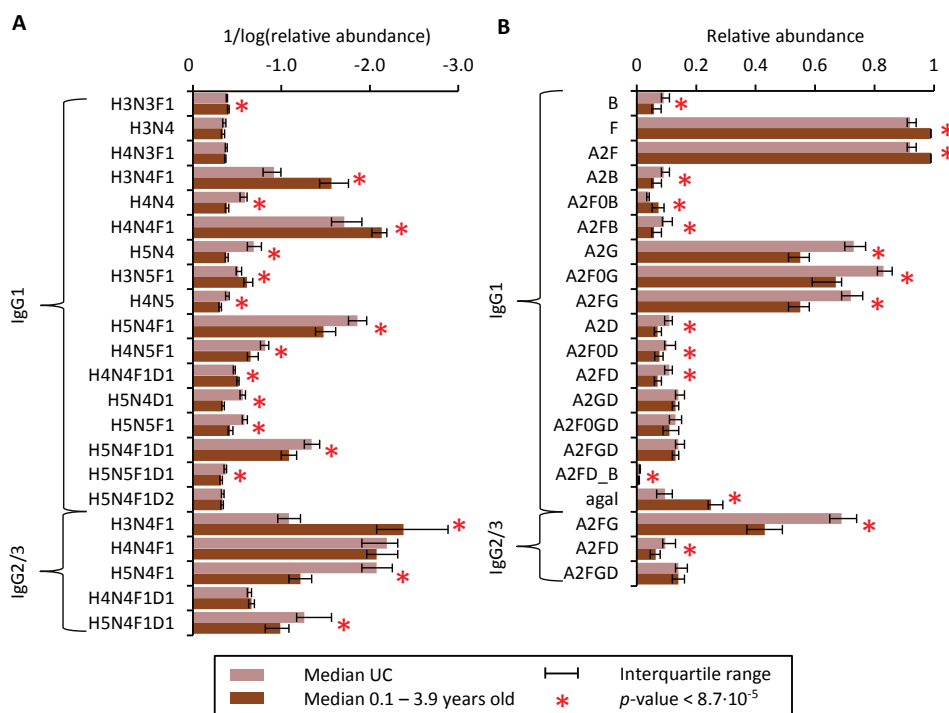 A
1/log(relative abundance)
0 -1.0 -2.0 -3.0
IgG1
H3N3F1 *
H3N4
H4N3F1
H3N4F1 *
H4N4 *
H4N4F1 *
H5N4 *
H3N5F1 *
H4N5 *
H5N4F1 *
H4N5F1 *
H4N4F1D1 *
H5N4D1 *
H5N5F1 *
H5N4F1D1 *
H5N5F1D1 *
H5N4F1D2
IgG2/3
H3N4F1 *
H4N4F1
H5N4F1 *
H4N4F1D1
H5N4F1D1 *
B
Relative abundance
0 0.2 0.4 0.6 0.8 1
IgG1
B *
F *
A2F *
A2B *
A2F0B *
A2FB *
A2G *
A2F0G *
A2FG *
A2D *
A2F0D *
A2FD *
A2GD
A2F0GD
A2FGD
A2FD_B *
agal *
IgG2/3
A2FG *
A2FD *
A2FGD
Median UC
Interquartile range
Median 0.1 – 3.9 years old
* p-value < 8.7·10-5